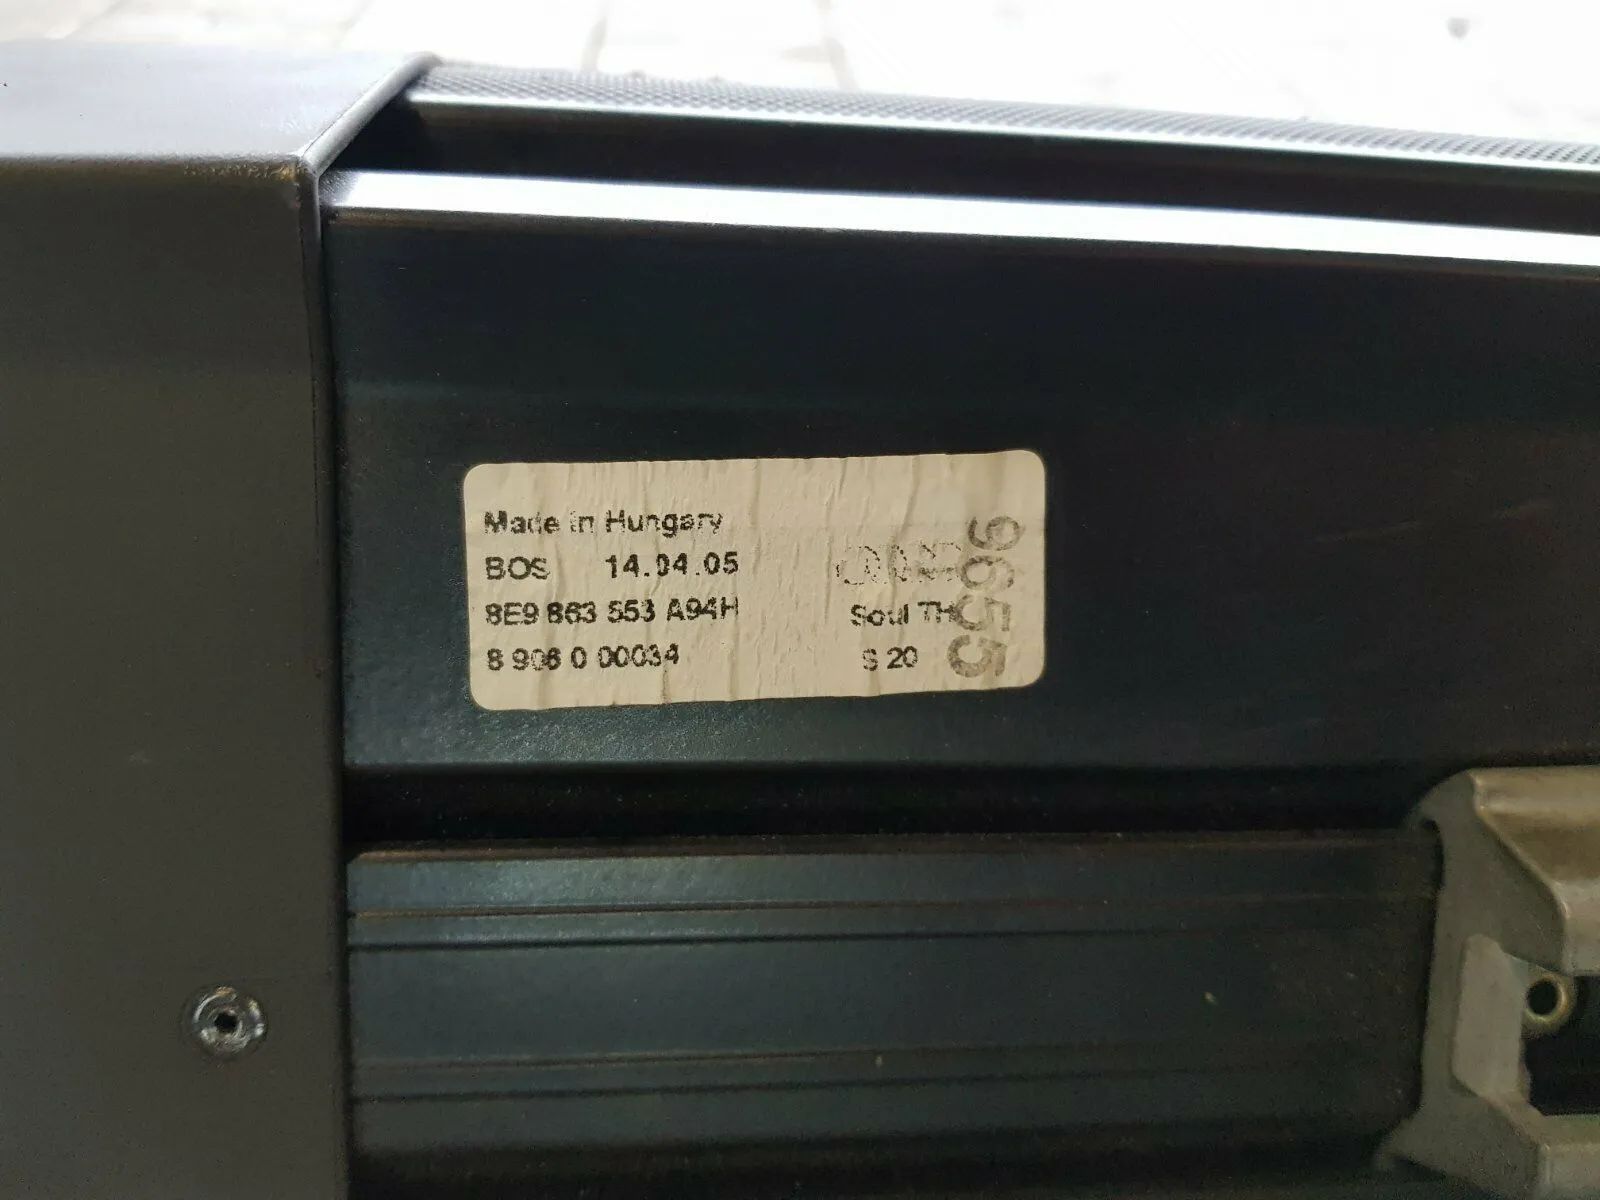 Made in Hungary
BOS 14.04.05
8E9 863 553 A94H Soul TH
8 906 0 00034 S 20
9655